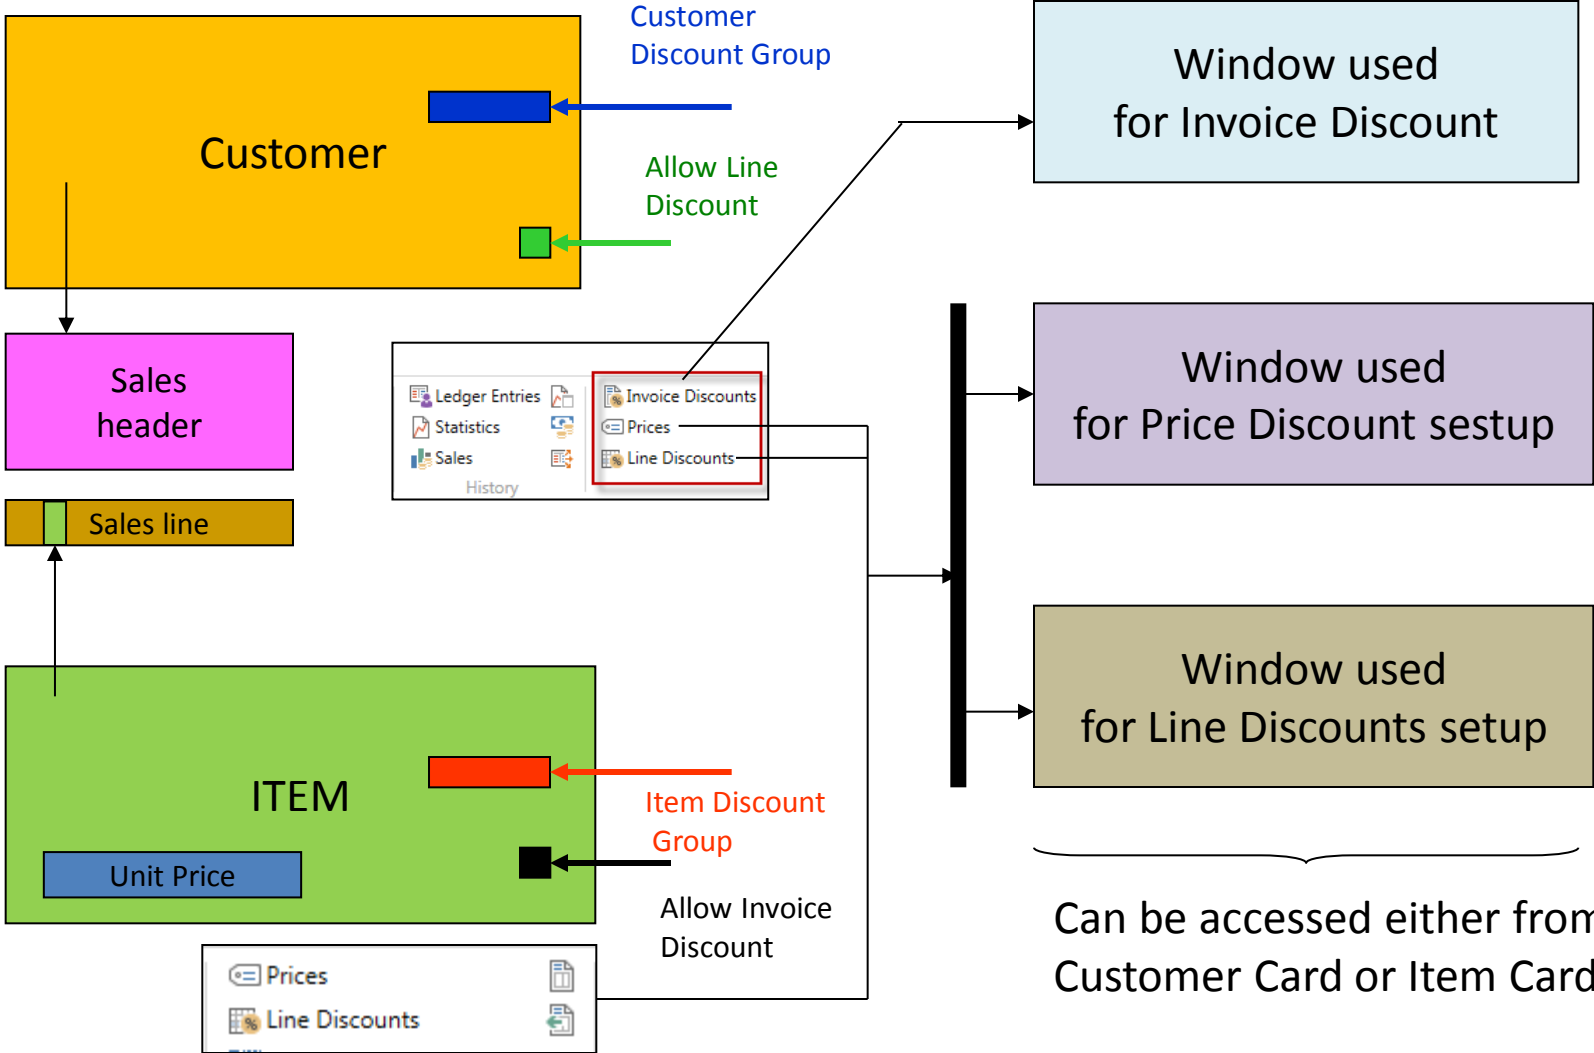 Customer
Discount Group
Customer
Allow Line
Discount
Window used
for Invoice Discount
Sales
header
Ledger Entries
Statistics
Sales
History
Invoice Discounts
Prices
Line Discounts
Window used
for Price Discount sestup
Sales line
Window used
for Line Discounts setup
ITEM
Unit Price
Item Discount
Group
Allow Invoice
Discount
Prices
Line Discounts
Can be accessed either from
Customer Card or Item Card